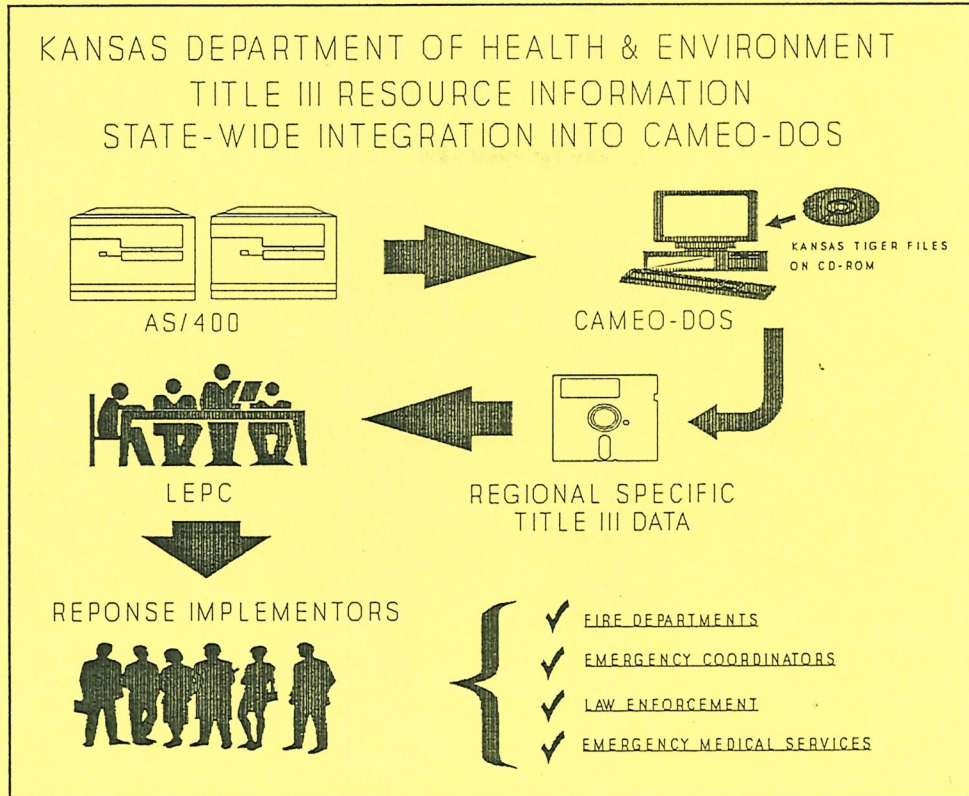 KANSAS DEPARTMENT OF HEALTH & ENVIRONMENT
TITLE III RESOURCE INFORMATION
STATE-WIDE INTEGRATION INTO CAMEO-DOS
KANSAS TIGER FILES
ON CD-ROM
AS/400
CAMEO-DOS
LEPC
REGIONAL SPECIFIC
TITLE III DATA
REPONSE IMPLEMENTORS
FIRE DEPARTMENTS
EMERGENCY COORDINATORS
LAW ENFORCEMENT
EMERGENCY MEDICAL SERVICES